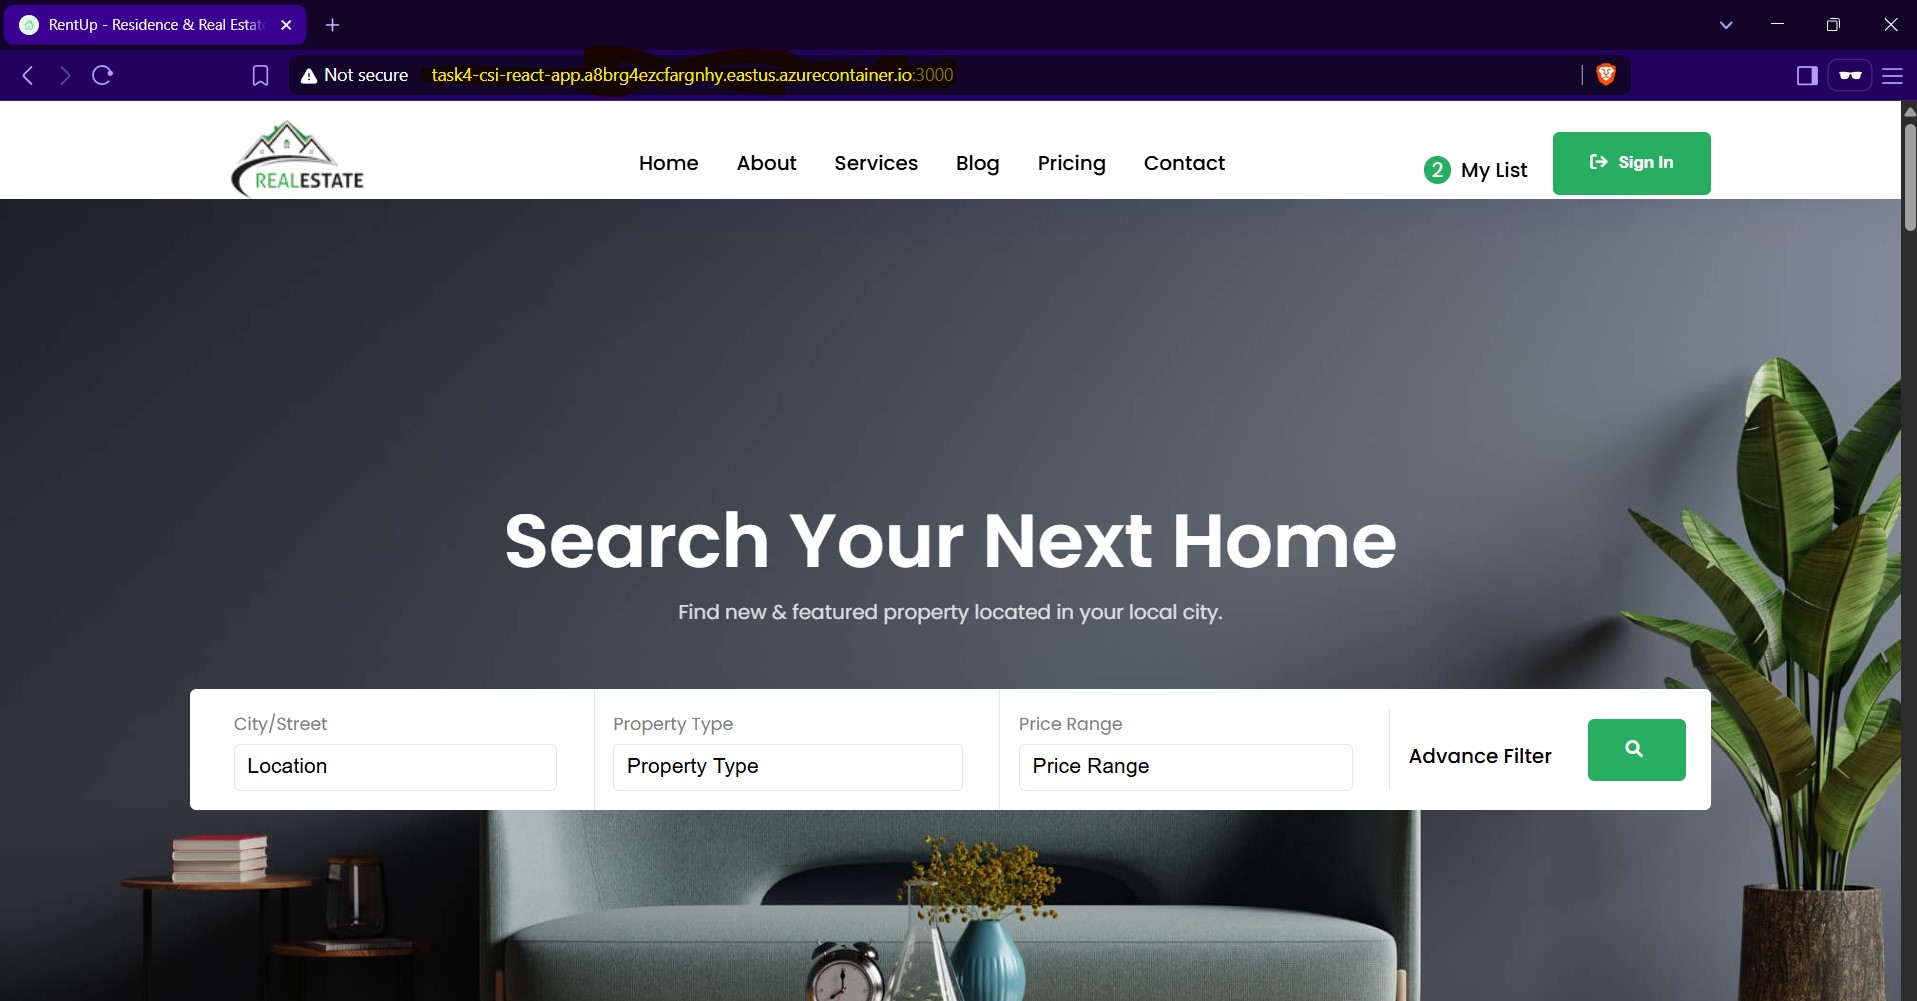 RentUp - Residence & Real Estat
Not secure task4-csi-react-app.a8brg4ezcfargnhy.eastus.azurecontainer.io:3000
REALESTATE
Home About Services Blog Pricing Contact
2 My List
Sign In
Search Your Next Home
Find new & featured property located in your local city.
City/Street Property Type Price Range
Location Property Type Price Range
Advance Filter